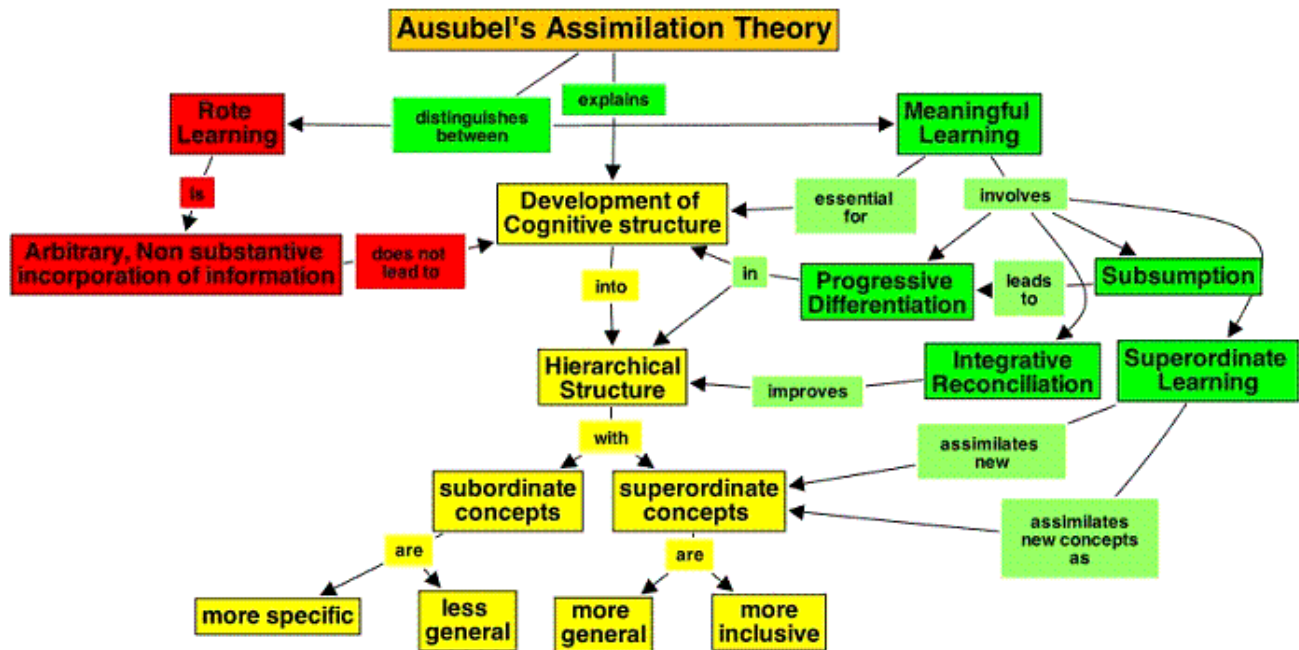 Ausubel's Assimilation Theory
explains
Rote
Learning
distinguishes
between
Meaningful
Learning
is
Development of
Cognitive structure
essential
for
involves
Arbitrary, Non substantive
incorporation of information
does not
lead to
into
in
Progressive
Differentiation
leads
to
Subsumption
Hierarchical
Structure
improves
Integrative
Reconciliation
Superordinate
Learning
with
assimilates
new
subordinate
concepts
superordinate
concepts
assimilates
new concepts
as
are
are
more specific
less
general
more
general
more
inclusive